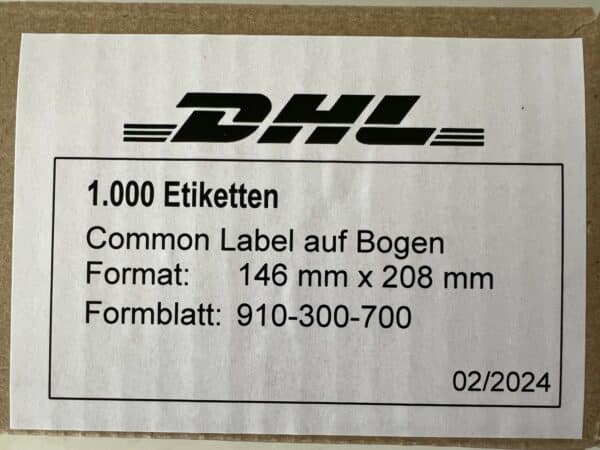 DHL
1.000 Etiketten
Common Label auf Bogen
Format: 146 mm x 208 mm
Formblatt: 910-300-700
02/2024